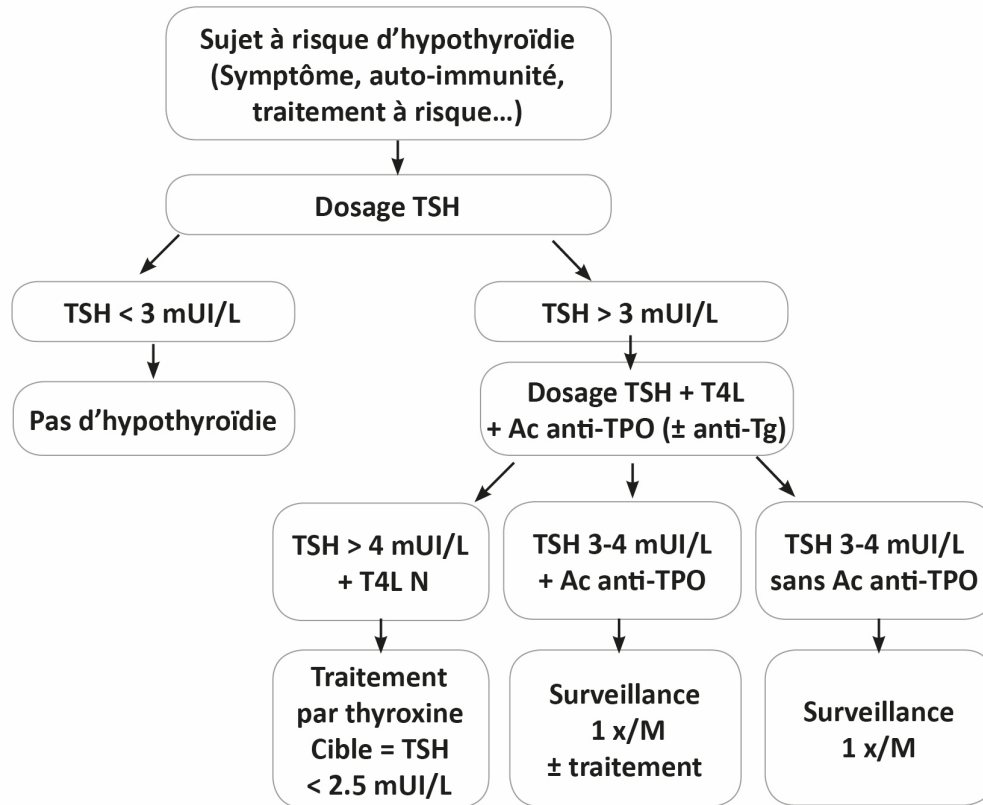 Sujet à risque d’hypothyroïdie
(Symptôme, auto-immunité,
traitement à risque…)
Dosage TSH
TSH < 3 mUI/L
TSH > 3 mUI/L
Pas d’hypothyroïdie
Dosage TSH + T4L
+ Ac anti-TPO (± anti-Tg)
TSH > 4 mUI/L
+ T4L N
TSH 3-4 mUI/L
+ Ac anti-TPO
TSH 3-4 mUI/L
sans Ac anti-TPO
Traitement
par thyroxine
Cible = TSH
< 2.5 mUI/L
Surveillance
1 x/M
± traitement
Surveillance
1 x/M